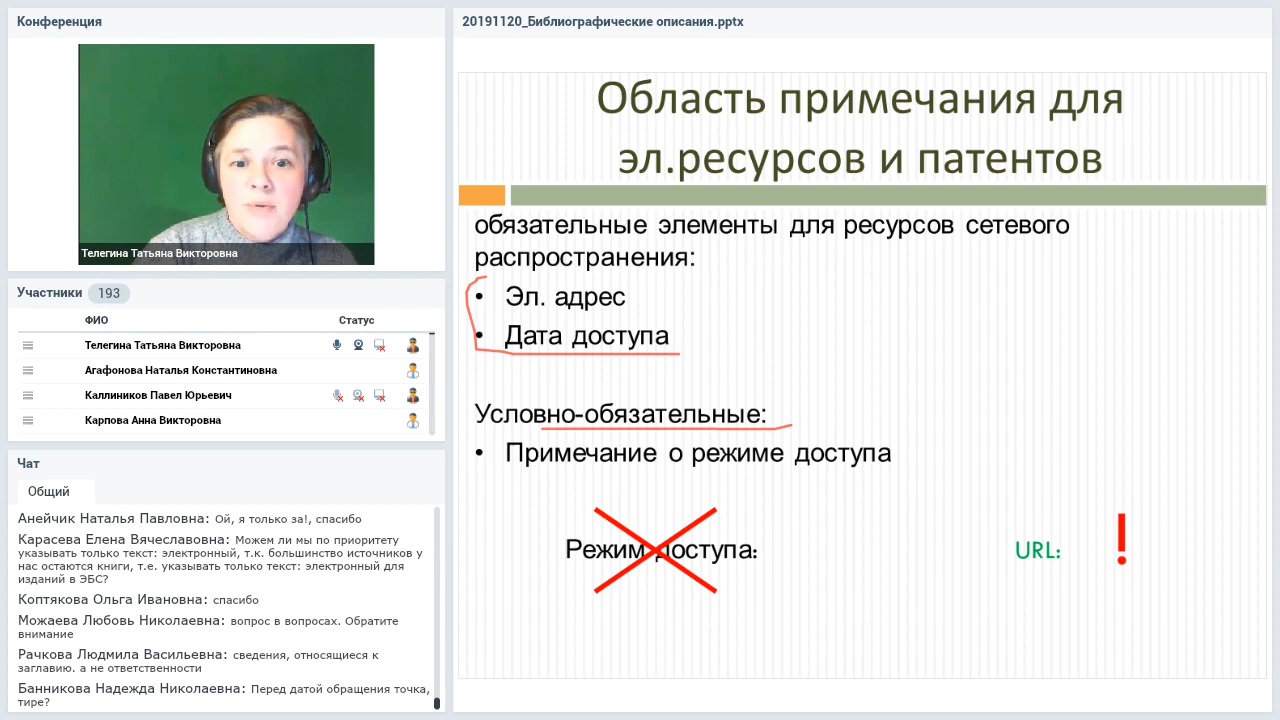 Конференция
Телегина Татьяна Викторовна
Участники 193
ФИО Статус
Телегина Татьяна Викторовна
Агафонова Наталья Константиновна
Каллиников Павел Юрьевич
Карпова Анна Викторовна
Чат
Общий
Анейчик Наталья Павловна: Ой, я только за!, спасибо
Карасева Елена Вячеславовна: Можем ли мы по приоритету
указывать только текст: электронный, т.к. большинство источников у
нас остаются книги, т.е. указывать только текст: электронный для
изданий в ЭБС?
Коптякова Ольга Ивановна: спасибо
Можаева Любовь Николаевна: вопрос в вопросах. Обратите
внимание
Рачкова Людмила Васильевна: сведения, относящиеся к
заглавию. а не ответственности
Банникова Надежда Николаевна: Перед датой обращения точка,
тире?
20191120_Библиографические описания.pptx
Область примечания для
эл.ресурсов и патентов
обязательные элементы для ресурсов сетевого
распространения:
• Эл. адрес
• Дата доступа
Условно-обязательные:
• Примечание о режиме доступа
Режим доступа:
URL: !